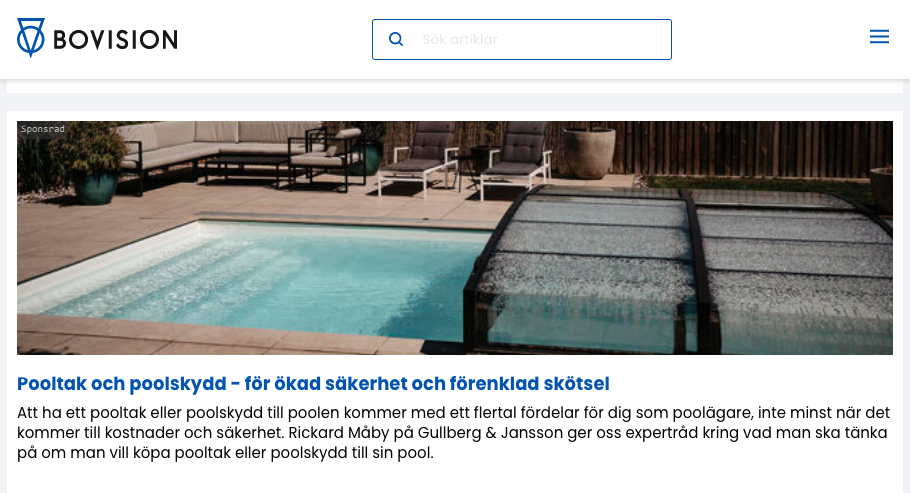 BOVISION
Sök artiklar
Sponsrad
Pooltak och poolskydd - för ökad säkerhet och förenklad skötsel
Att ha ett pooltak eller poolskydd till poolen kommer med ett flertal fördelar för dig som poolägare, inte minst när det
kommer till kostnader och säkerhet. Rickard Måby på Gullberg & Jansson ger oss expertråd kring vad man ska tänka
på om man vill köpa pooltak eller poolskydd till sin pool.